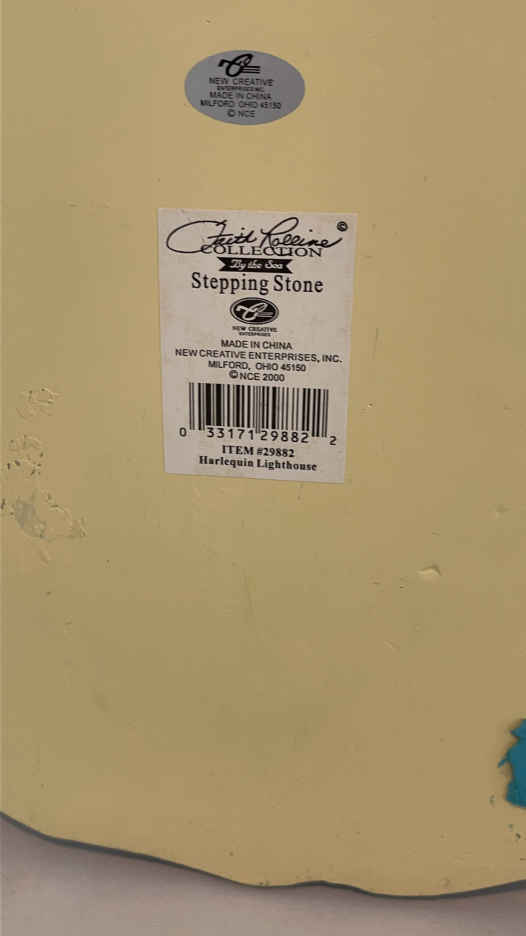 NEW CREATIVE
ENTERPRISES INC.
MADE IN CHINA
MILFORD OHIO 45150
© NCE
Faith Rollins ©
COLLECTION
By the Sea
Stepping Stone
NEW CREATIVE
ENTERPRISES
MADE IN CHINA
NEW CREATIVE ENTERPRISES, INC.
MILFORD, OHIO 45150
© NCE 2000
0 33171 29882 2
ITEM #29882
Harlequin Lighthouse